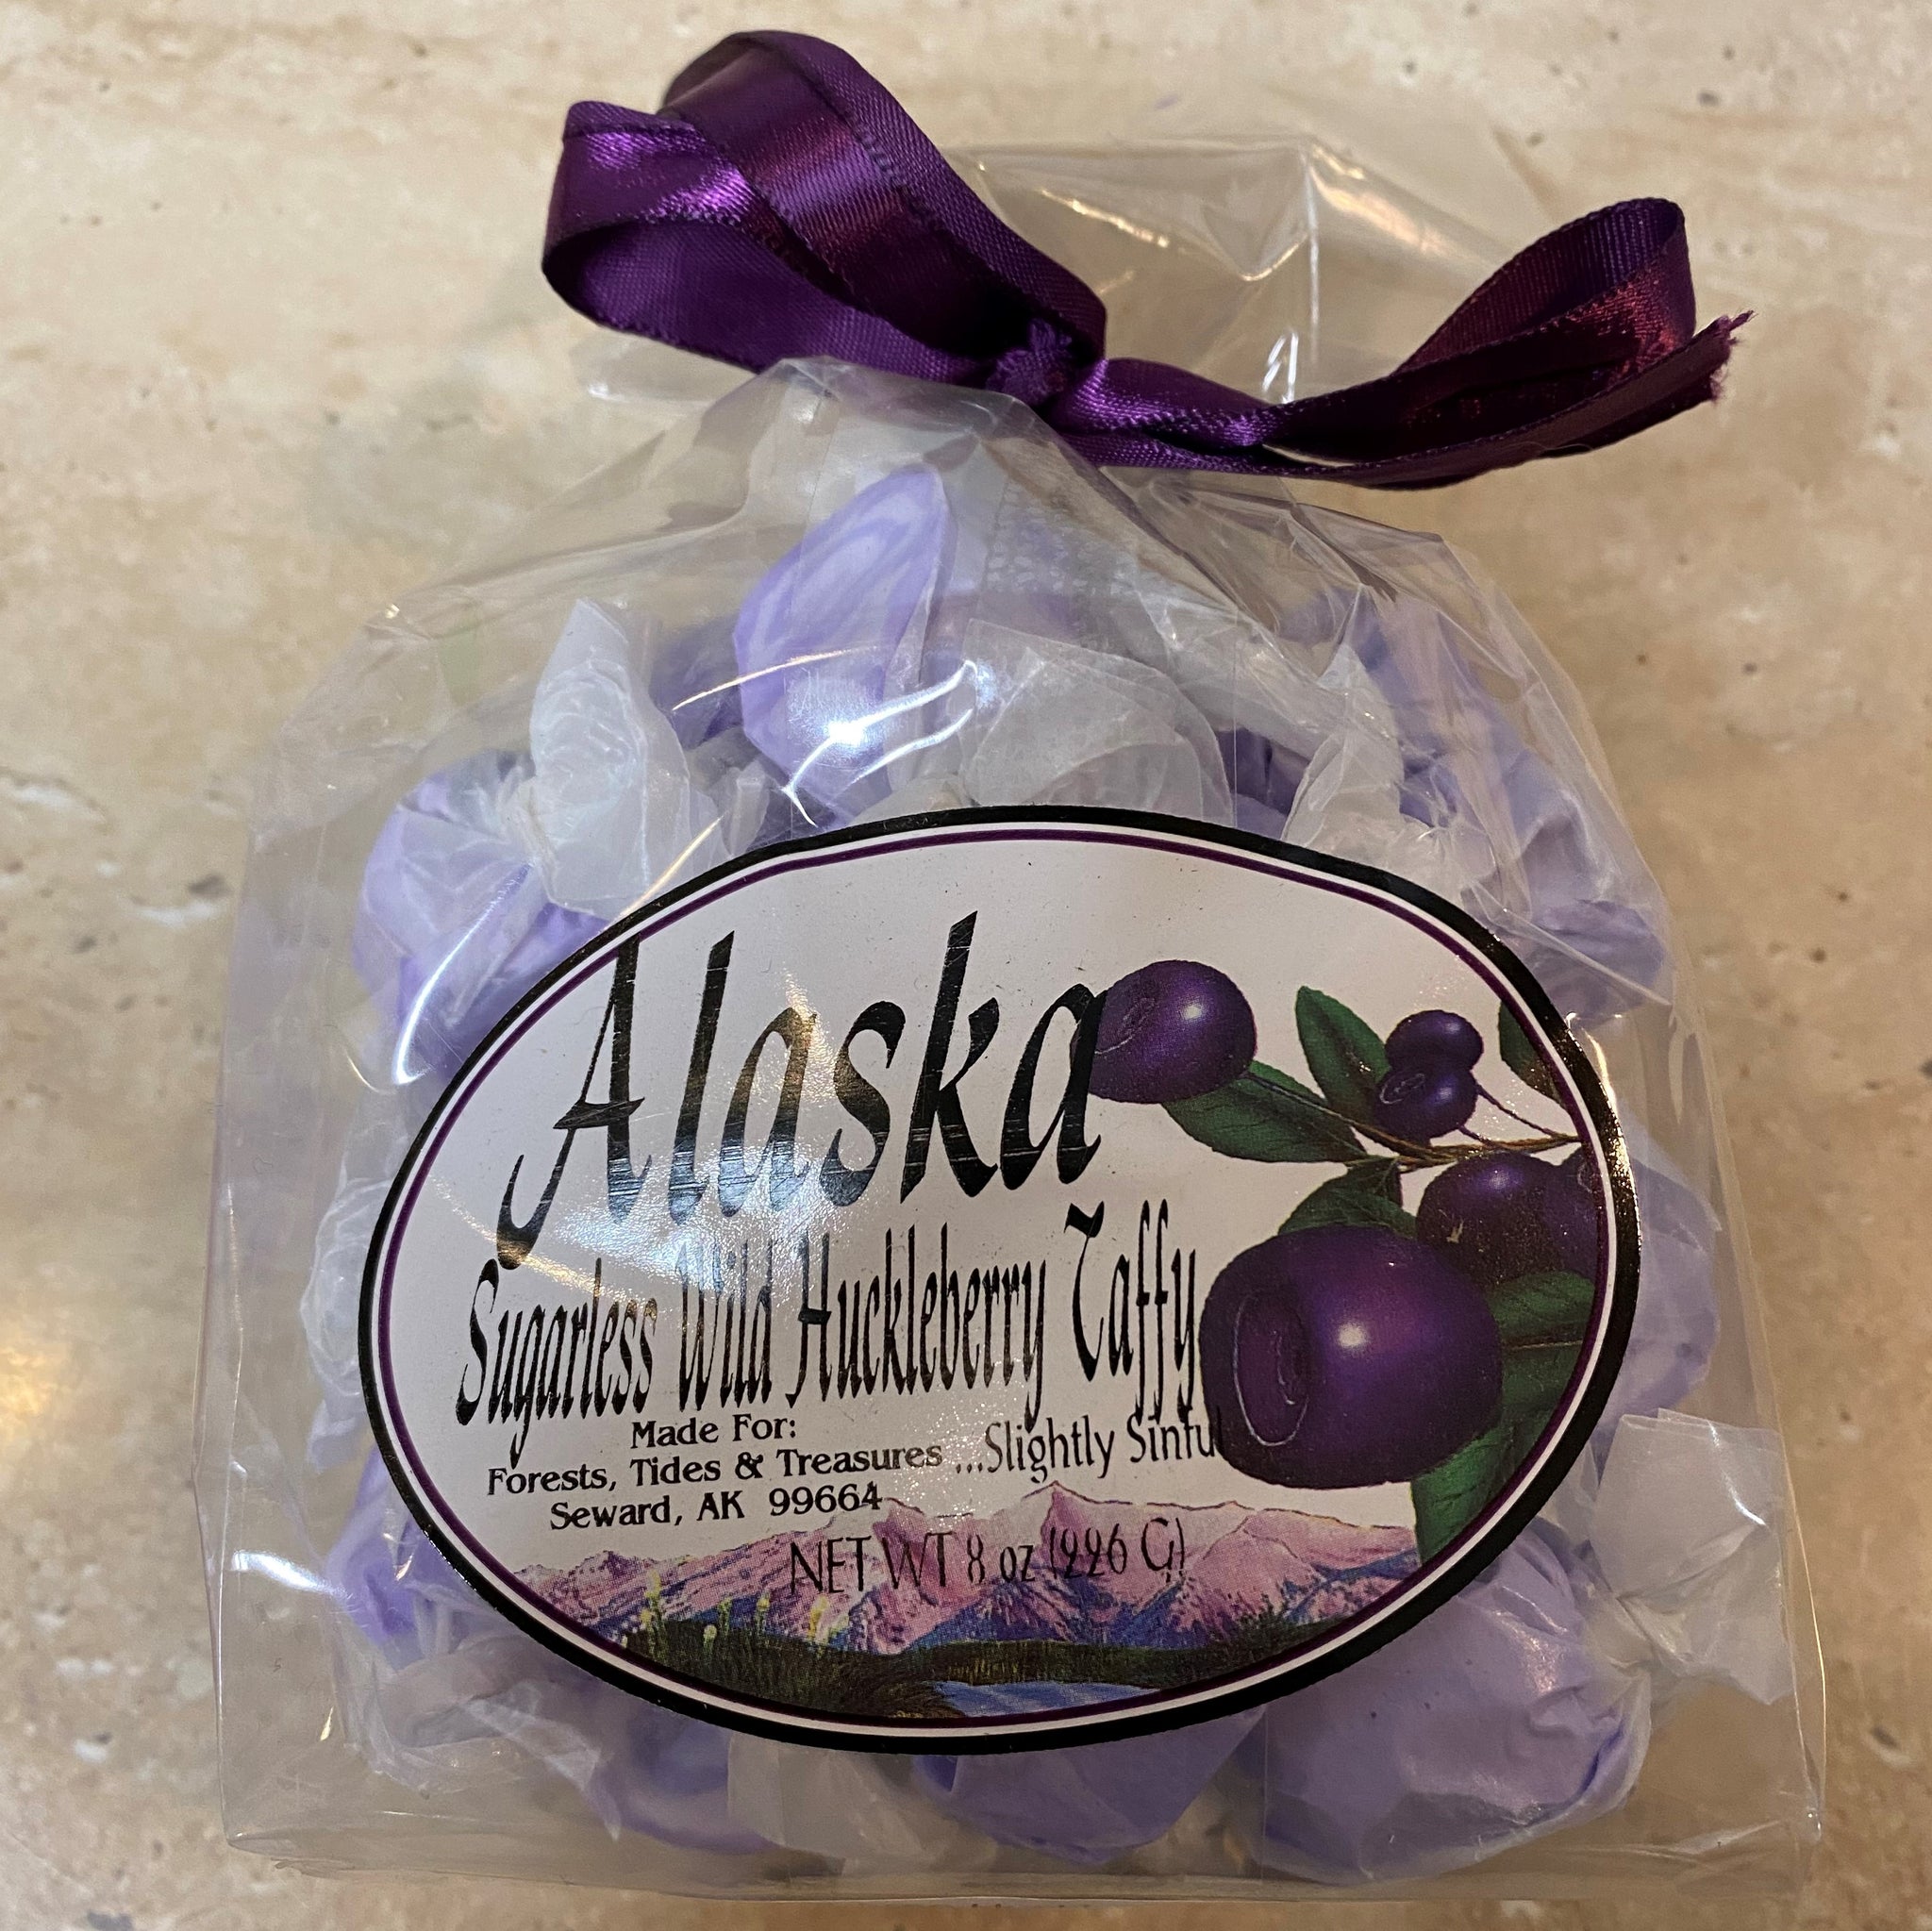 Alaska
Sugarless Wild Huckleberry Taffy
Made For:
Forests, Tides & Treasures
Seward, AK 99664
...Slightly Sinful
NET WT 8 oz (226 G)